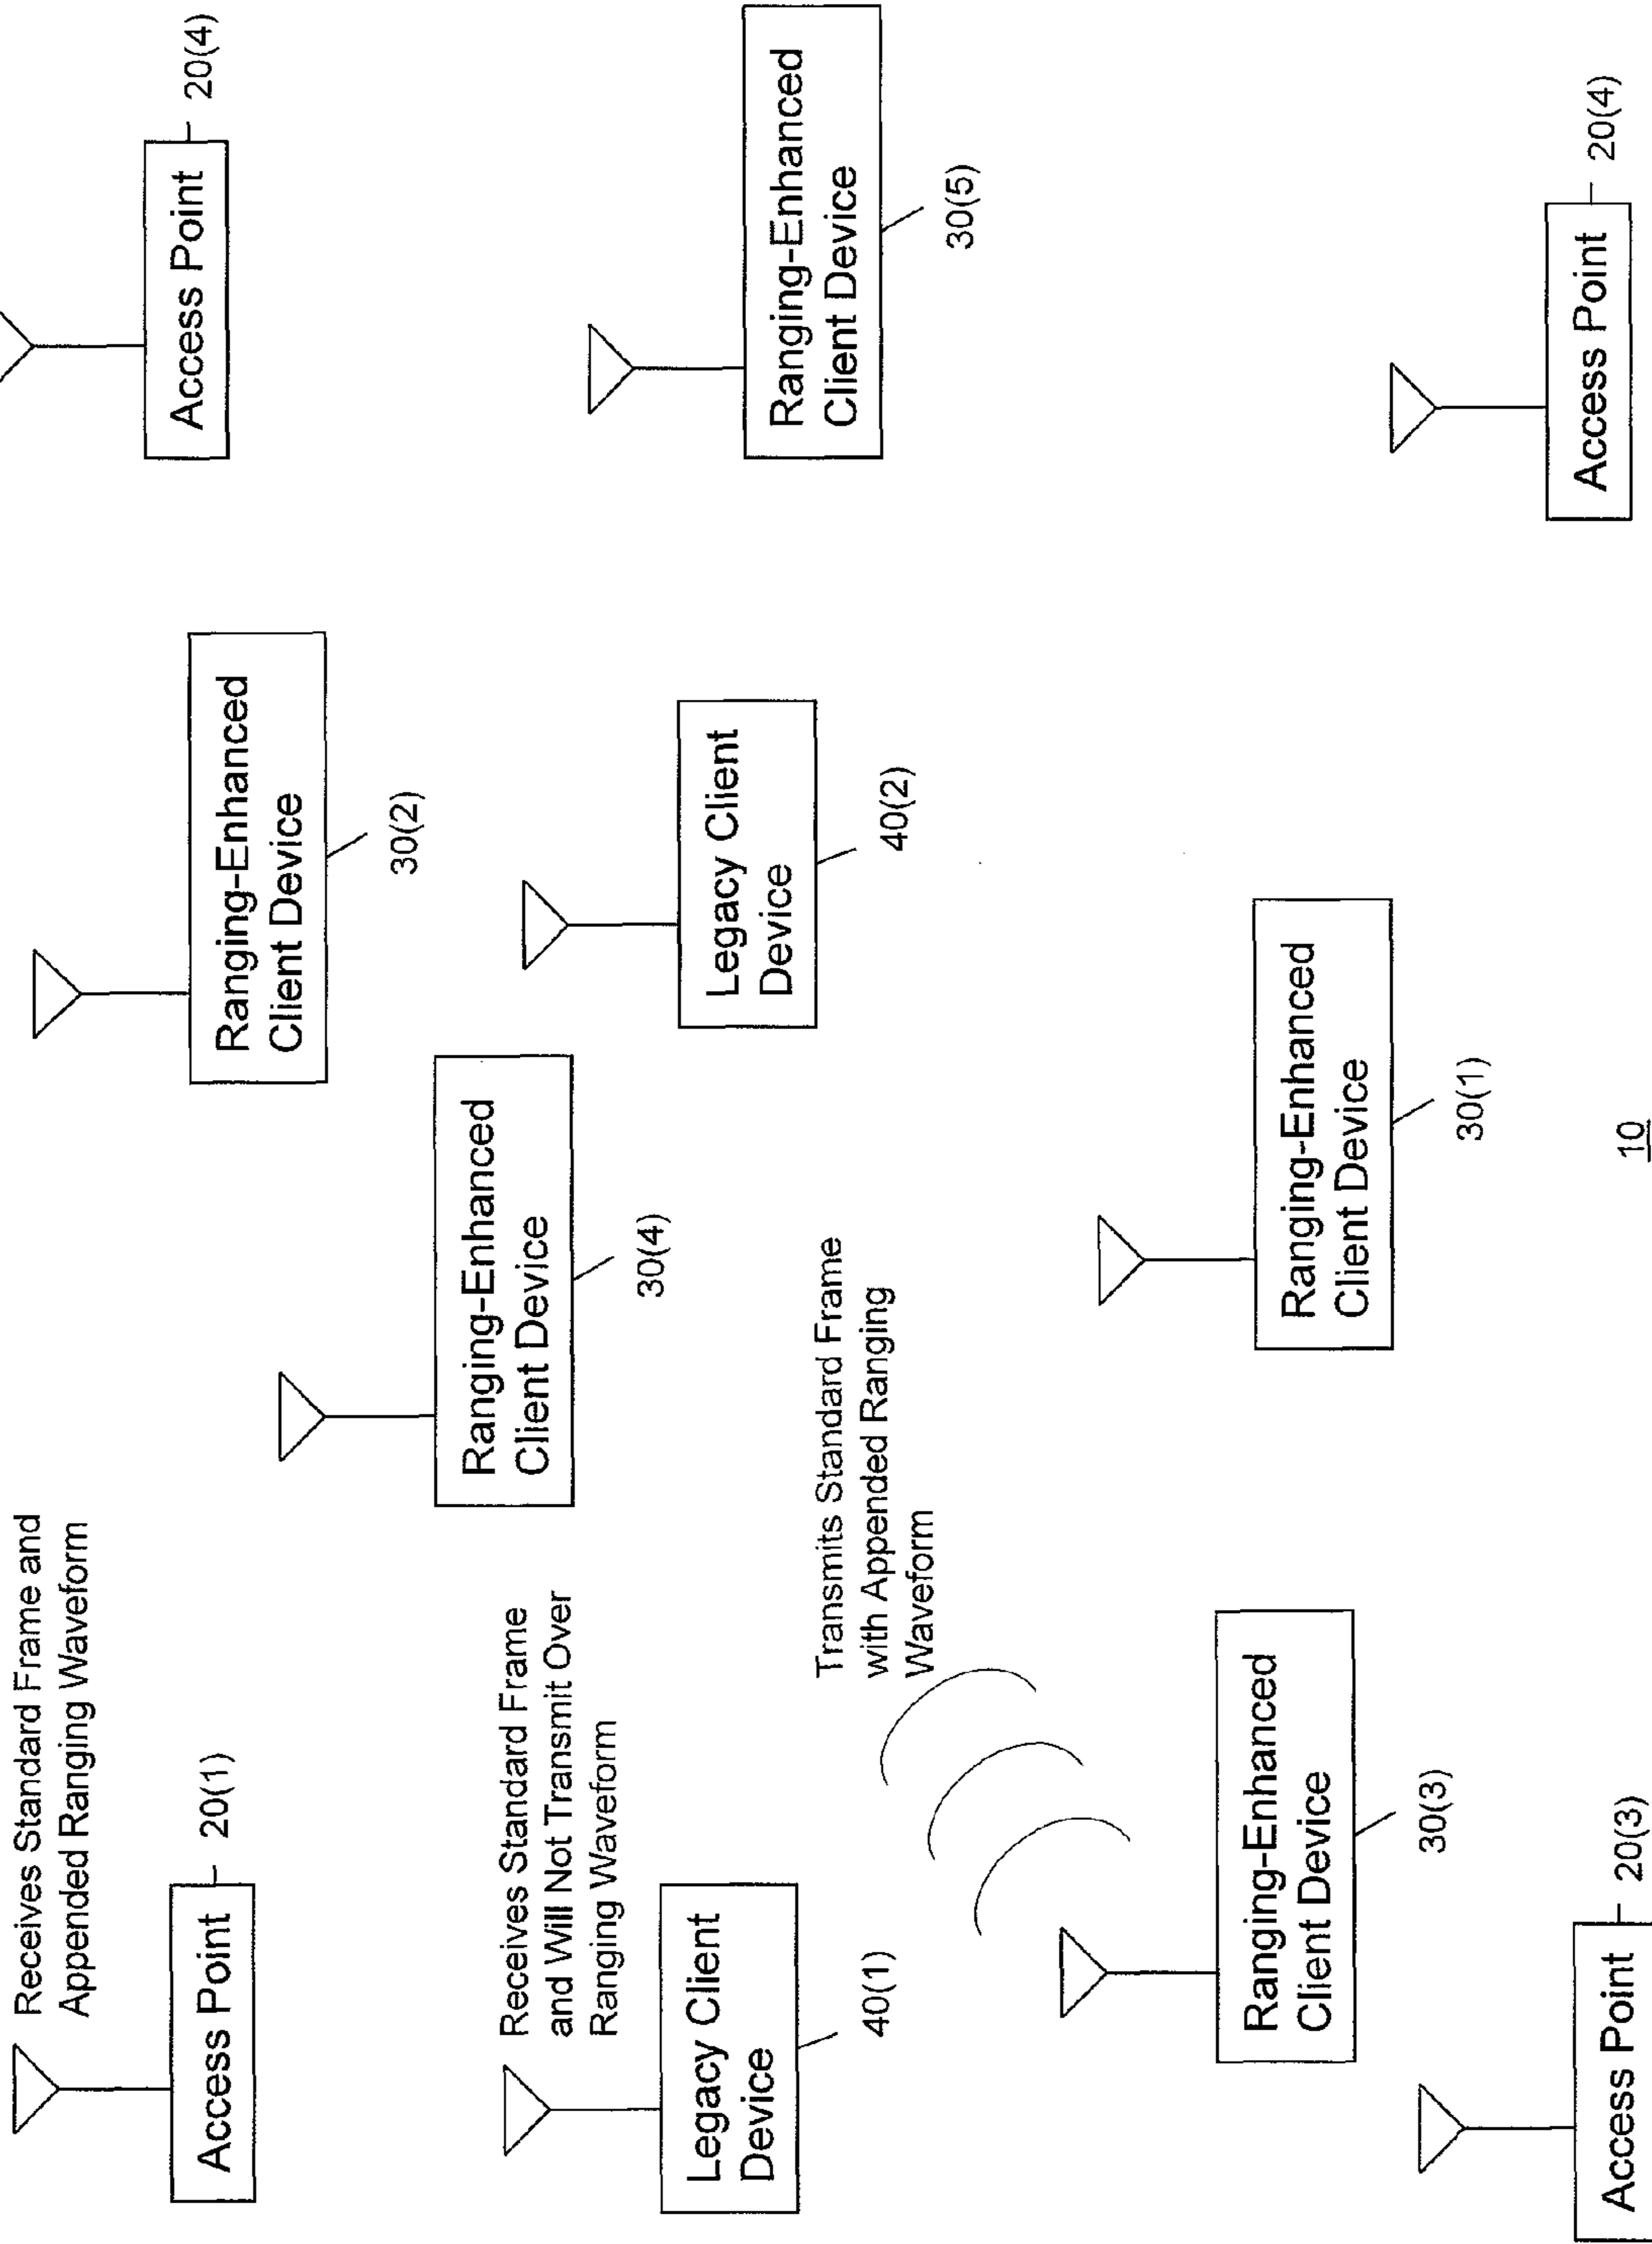 Receives Standard Frame and
Appended Ranging Waveform
Access Point
20(1)
Access Point
20(4)
Ranging-Enhanced
Client Device
30(2)
Ranging-Enhanced
Client Device
30(4)
Receives Standard Frame
and Will Not Transmit Over
Ranging Waveform
Legacy Client
Device
40(1)
Legacy Client
Device
40(2)
Ranging-Enhanced
Client Device
30(5)
Transmits Standard Frame
with Appended Ranging
Waveform
Ranging-Enhanced
Client Device
30(3)
Ranging-Enhanced
Client Device
30(1)
Access Point
20(3)
Access Point
20(4)
10